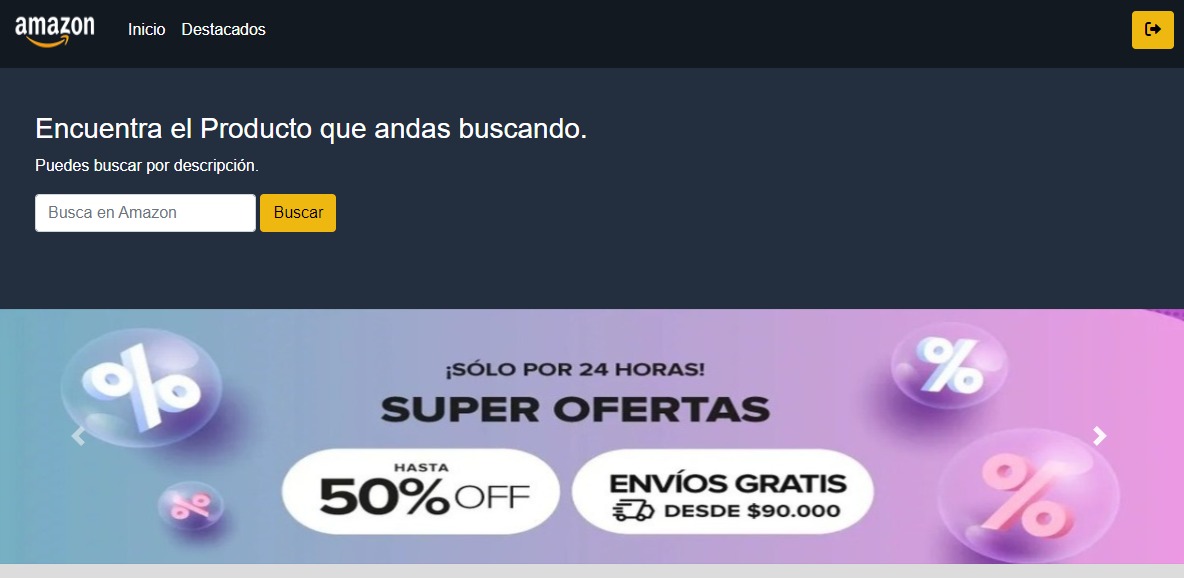 amazon Inicio Destacados
Encuentra el Producto que andas buscando.
Puedes buscar por descripción.
Busca en Amazon Buscar
¡SÓLO POR 24 HORAS!
SUPER OFERTAS
HASTA
50% OFF
ENVÍOS GRATIS
DESDE $90.000
%
%
%
%